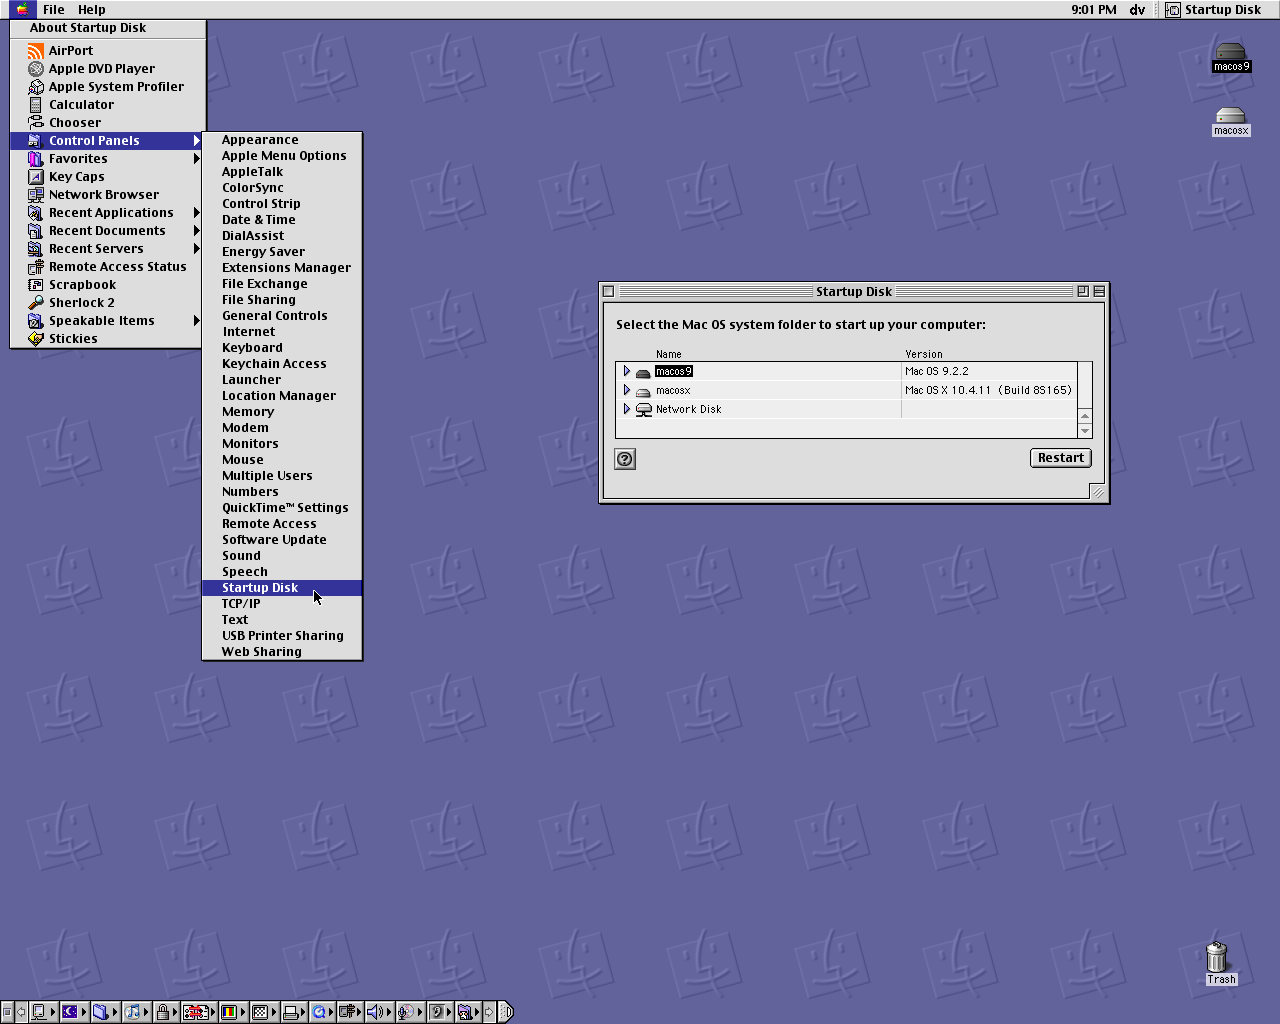 File Help 9:01 PM dv Startup Disk
About Startup Disk
AirPort
Apple DVD Player
Apple System Profiler
Calculator
Chooser
Control Panels
Favorites
Key Caps
Network Browser
Recent Applications
Recent Documents
Recent Servers
Remote Access Status
Scrapbook
Sherlock 2
Speakable Items
Stickies
Appearance
Apple Menu Options
AppleTalk
ColorSync
Control Strip
Date & Time
DialAssist
Energy Saver
Extensions Manager
File Exchange
File Sharing
General Controls
Internet
Keyboard
Keychain Access
Launcher
Location Manager
Memory
Modem
Monitors
Mouse
Multiple Users
Numbers
QuickTime™ Settings
Remote Access
Software Update
Sound
Speech
Startup Disk
TCP/IP
Text
USB Printer Sharing
Web Sharing
macos9
macosx
Startup Disk
Select the Mac OS system folder to start up your computer:
Name Version
macos9 Mac OS 9.2.2
macosx Mac OS X 10.4.11 (Build 8S165)
Network Disk
Restart
Trash